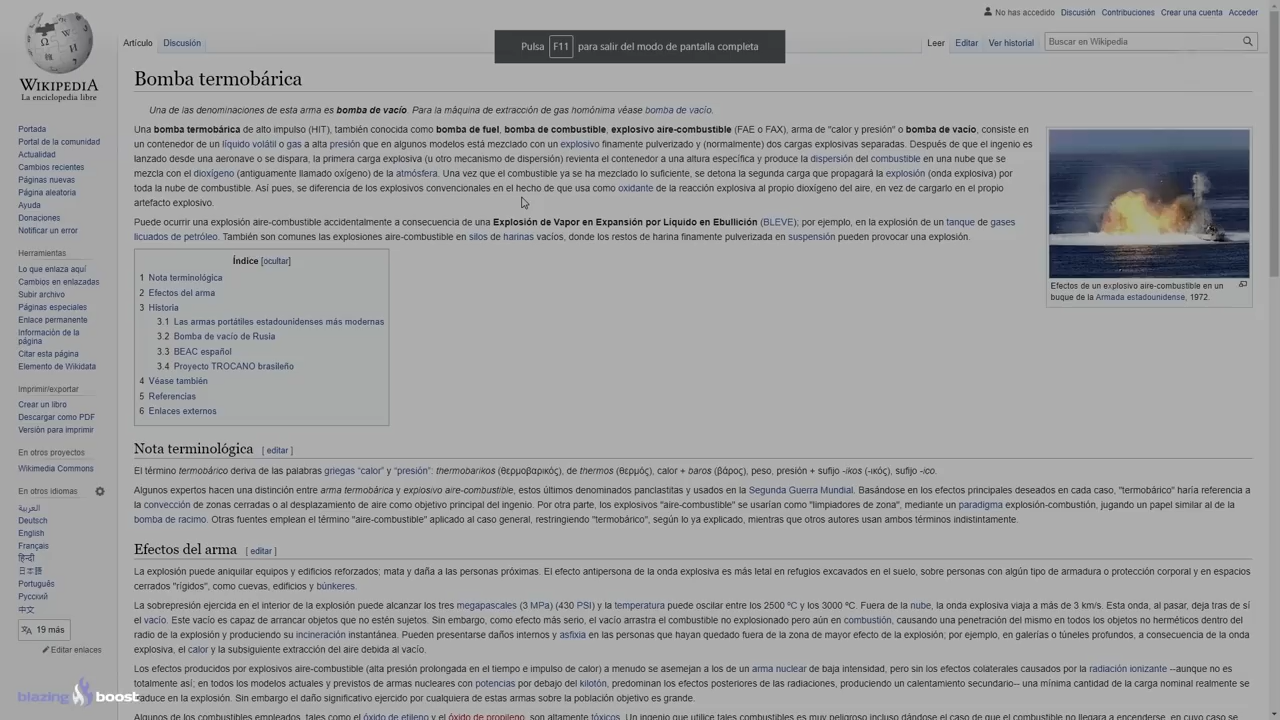 No has accedido Discusión Contribuciones Crear una cuenta Acceder
WIKIPEDIA
La enciclopedia libre
Artículo Discusión
Pulsa F11 para salir del modo de pantalla completa
Leer Editar Ver historial Buscar en Wikipedia
Portada
Portal de la comunidad
Actualidad
Cambios recientes
Páginas nuevas
Página aleatoria
Ayuda
Donaciones
Notificar un error
Herramientas
Lo que enlaza aquí
Cambios en enlazadas
Subir archivo
Páginas especiales
Enlace permanente
Información de la
página
Citar esta página
Elemento de Wikidata
Imprimir/exportar
Crear un libro
Descargar como PDF
Versión para imprimir
En otros proyectos
Wikimedia Commons
En otros idiomas
العربية
Deutsch
English
Français
हिन्दी
日本語
Português
Русский
中文
19 más
Editar enlaces
Bomba termobárica
Una de las denominaciones de esta arma es bomba de vacío. Para la máquina de extracción de gas homónima véase bomba de vacío.
Una bomba termobárica de alto impulso (HIT), también conocida como bomba de fuel, bomba de combustible, explosivo aire-combustible (FAE o FAX), arma de "calor y presión" o bomba de vacío, consiste
en un contenedor de un líquido volátil o gas a alta presión que en algunos modelos está mezclado con un explosivo finamente pulverizado y (normalmente) dos cargas explosivas separadas. Después de que el ingenio es
lanzado desde una aeronave o se dispara, la primera carga explosiva (u otro mecanismo de dispersión) revienta el contenedor a una altura específica y produce la dispersión del combustible en una nube que se
mezcla con el dioxígeno (antiguamente llamado oxígeno) de la atmósfera. Una vez que el combustible ya se ha mezclado lo suficiente, se detona la segunda carga que propagará la explosión (onda explosiva) por
toda la nube de combustible. Así pues, se diferencia de los explosivos convencionales en el hecho de que usa como oxidante de la reacción explosiva al propio dioxígeno del aire, en vez de cargarlo en el propio
artefacto explosivo.
Puede ocurrir una explosión aire-combustible accidentalmente a consecuencia de una Explosión de Vapor en Expansión por Líquido en Ebullición (BLEVE); por ejemplo, en la explosión de un tanque de gases
licuados de petróleo. También son comunes las explosiones aire-combustible en silos de harinas vacíos, donde los restos de harina finamente pulverizada en suspensión pueden provocar una explosión.
Efectos de un explosivo aire-combustible en un
buque de la Armada estadounidense, 1972.
Índice [ocultar]
1 Nota terminológica
2 Efectos del arma
3 Historia
3.1 Las armas portátiles estadounidenses más modernas
3.2 Bomba de vacío de Rusia
3.3 BEAC español
3.4 Proyecto TROCANO brasileño
4 Véase también
5 Referencias
6 Enlaces externos
Nota terminológica [ editar ]
El término termobárico deriva de las palabras griegas “calor” y “presión”: thermobarikos (θερμοβαρικός), de thermos (θερμός), calor + baros (βάρος), peso, presión + sufijo -ikos (-ικός), sufijo -ico.
Algunos expertos hacen una distinción entre arma termobárica y explosivo aire-combustible, estos últimos denominados panclastitas y usados en la Segunda Guerra Mundial. Basándose en los efectos principales deseados en cada caso, "termobárico" haría referencia a
la convección de zonas cerradas o al desplazamiento de aire como objetivo principal del ingenio. Por otra parte, los explosivos "aire-combustible" se usarían como "limpiadores de zona", mediante un paradigma explosión-combustión, jugando un papel similar al de la
bomba de racimo. Otras fuentes emplean el término "aire-combustible" aplicado al caso general, restringiendo "termobárico", según lo ya explicado, mientras que otros autores usan ambos términos indistintamente.
Efectos del arma [ editar ]
La explosión puede aniquilar equipos y edificios reforzados; mata y daña a las personas próximas. El efecto antipersona de la onda explosiva es más letal en refugios excavados en el suelo, sobre personas con algún tipo de armadura o protección corporal y en espacios
cerrados "rígidos", como cuevas, edificios y búnkeres.
La sobrepresión ejercida en el interior de la explosión puede alcanzar los tres megapascales (3 MPa) (430 PSI) y la temperatura puede oscilar entre los 2500 ºC y los 3000 ºC. Fuera de la nube, la onda explosiva viaja a más de 3 km/s. Esta onda, al pasar, deja tras de sí
el vacío. Este vacío es capaz de arrancar objetos que no estén sujetos. Sin embargo, como efecto más serio, el vacío arrastra el combustible no explosionado pero aún en combustión, causando una penetración del mismo en todos los objetos no herméticos dentro del
radio de la explosión y produciendo su incineración instantánea. Pueden presentarse daños internos y asfixia en las personas que hayan quedado fuera de la zona de mayor efecto de la explosión; por ejemplo, en galerías o túneles profundos, a consecuencia de la onda
explosiva, el calor y la subsiguiente extracción del aire debida al vacío.
Los efectos producidos por explosivos aire-combustible (alta presión prolongada en el tiempo e impulso de calor) a menudo se asemejan a los de un arma nuclear de baja intensidad, pero sin los efectos colaterales causados por la radiación ionizante --aunque no es
totalmente así; en todos los modelos actuales y previstos de armas nucleares con potencias por debajo del kilotón, predominan los efectos posteriores de las radiaciones, produciendo un calentamiento secundario-- una mínima cantidad de la carga nominal realmente se
traduce en la explosión. Sin embargo el daño significativo ejercido por cualquiera de estas armas sobre la población objetivo es grande.
Algunos de los combustibles empleados, tales como el óxido de etileno y el óxido de propileno, son altamente tóxicos. Un ingenio que utilice tales combustibles es muy peligroso incluso dándose el caso de que el combustible no llegara a encenderse, en cuyo caso se
blazing boost